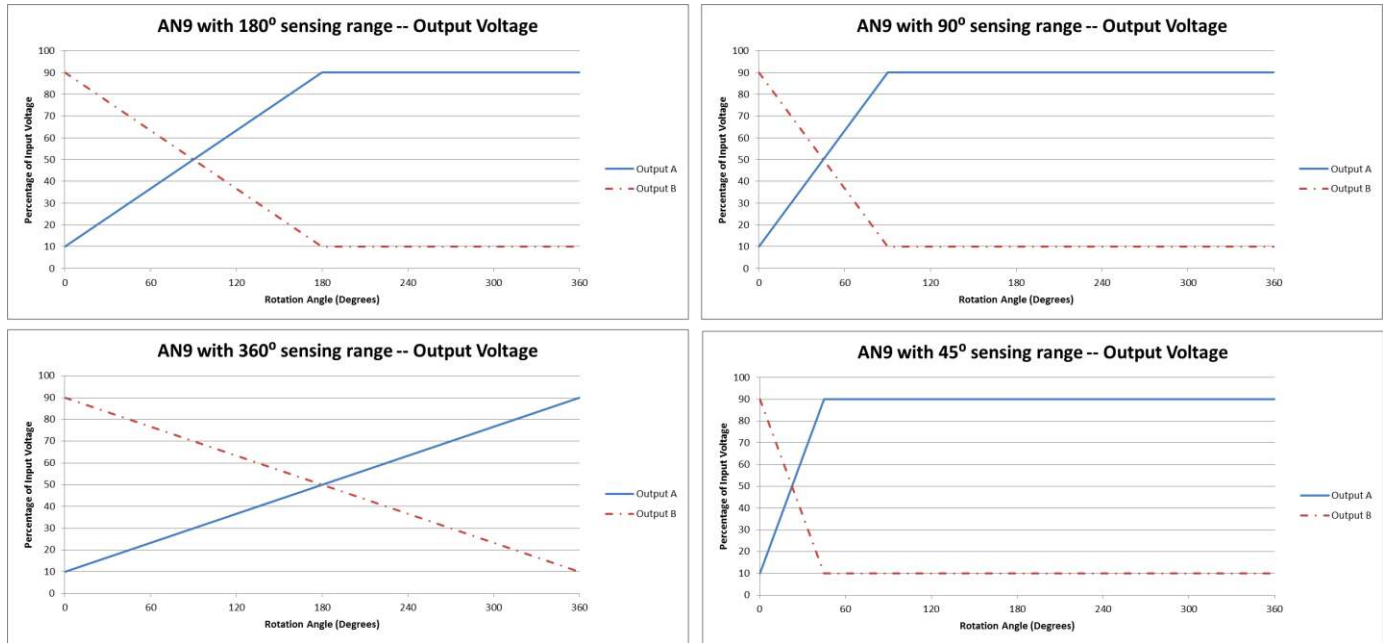 AN9 with 180⁰ sensing range -- Output Voltage
Percentage of Input Voltage
100
90
80
70
60
50
40
30
20
10
0
0 60 120 180 240 300 360
Rotation Angle (Degrees)
Output A
Output B
AN9 with 90⁰ sensing range -- Output Voltage
Percentage of Input Voltage
100
90
80
70
60
50
40
30
20
10
0
0 60 120 180 240 300 360
Rotation Angle (Degrees)
Output A
Output B
AN9 with 360⁰ sensing range -- Output Voltage
Percentage of Input Voltage
100
90
80
70
60
50
40
30
20
10
0
0 60 120 180 240 300 360
Rotation Angle (Degrees)
Output A
Output B
AN9 with 45⁰ sensing range -- Output Voltage
Percentage of Input Voltage
100
90
80
70
60
50
40
30
20
10
0
0 60 120 180 240 300 360
Rotation Angle (Degrees)
Output A
Output B